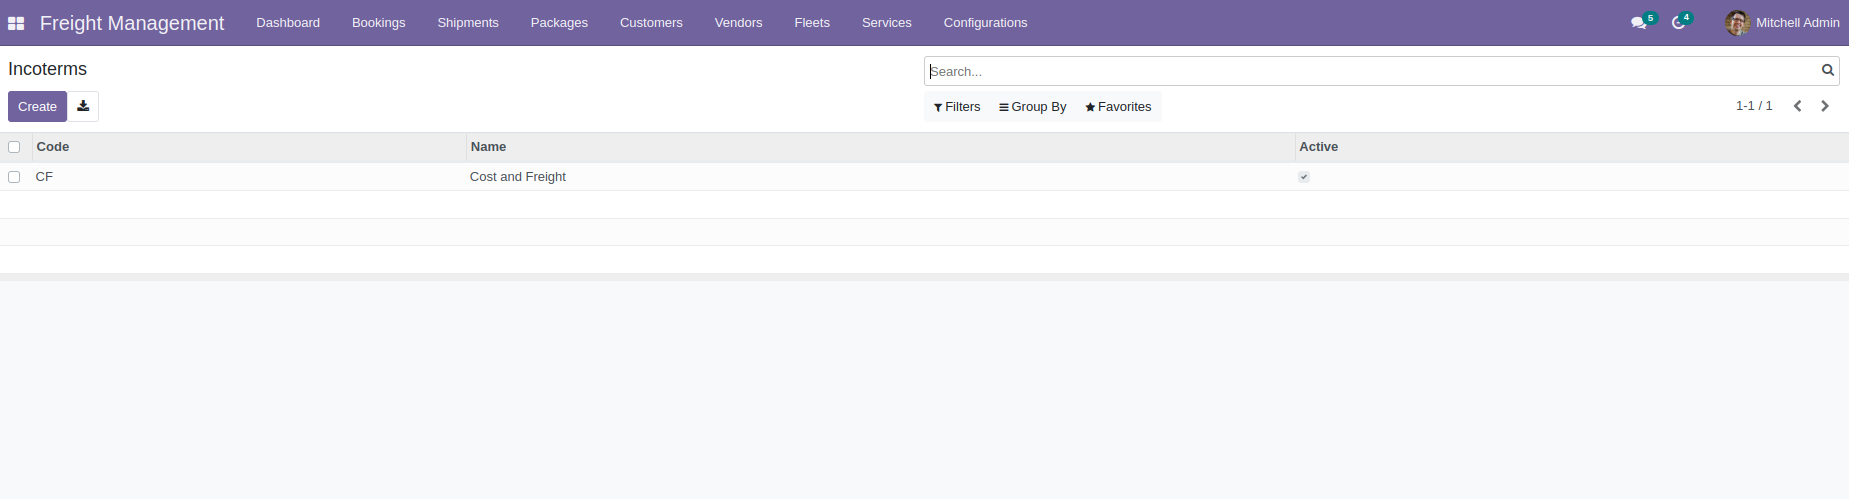 Freight Management Dashboard Bookings Shipments Packages Customers Vendors Fleets Services Configurations 5 4 Mitchell Admin
Incoterms
Search...
Create
Filters Group By Favorites 1-1 / 1
Code Name Active
CF Cost and Freight